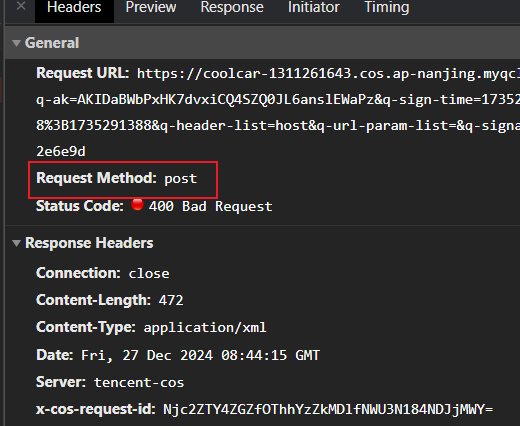 × Headers Preview Response Initiator Timing
General
Request URL: https://coolcar-1311261643.cos.ap-nanjing.myqcl
q-ak=AKIDaBWbPxHK7dvxiCQ4SZQ0JL6anslEWaPz&q-sign-time=17352
8%3B1735291388&q-header-list=host&q-url-param-list=&q-signa
2e6e9d
Request Method: post
Status Code: 400 Bad Request
Response Headers
Connection: close
Content-Length: 472
Content-Type: application/xml
Date: Fri, 27 Dec 2024 08:44:15 GMT
Server: tencent-cos
x-cos-request-id: Njc2ZTY4ZGZfOThhYzZkMDlfNWU3N184NDJjMWY=